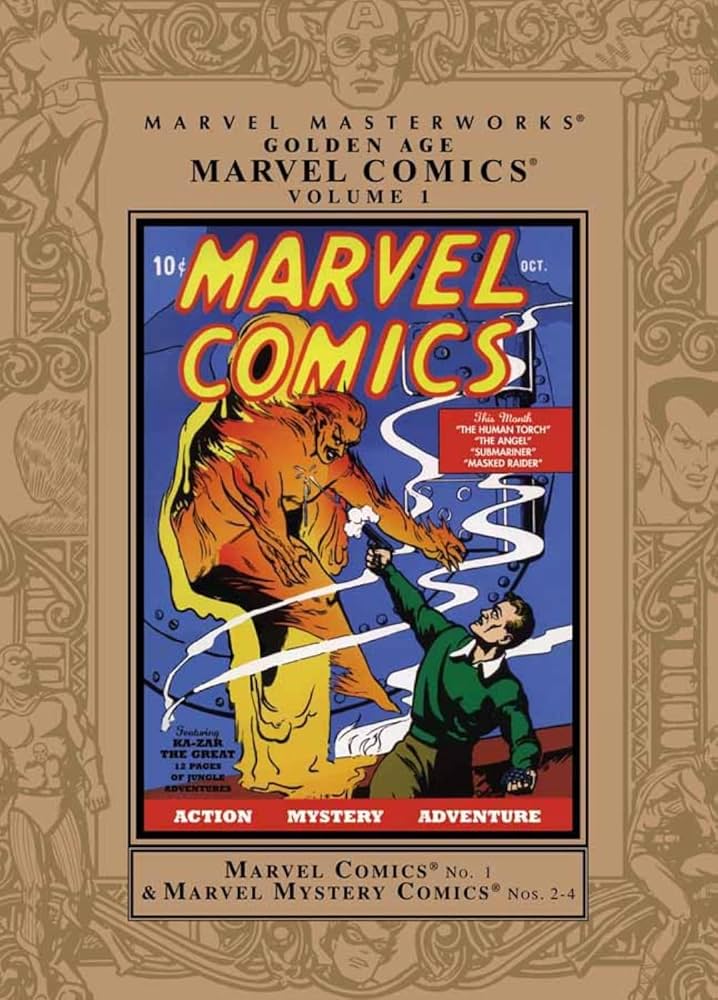 MARVEL MASTERWORKS®
GOLDEN AGE
MARVEL COMICS®
VOLUME 1
10¢ MARVEL OCT.
COMICS
This Month
"THE HUMAN TORCH"
"THE ANGEL"
"SUBMARINER"
"MASKED RAIDER"
Featuring
KA-ZAR
THE GREAT
12 PAGES
OF JUNGLE
ADVENTURES
ACTION MYSTERY ADVENTURE
MARVEL COMICS® NO. 1
& MARVEL MYSTERY COMICS® NOS. 2-4